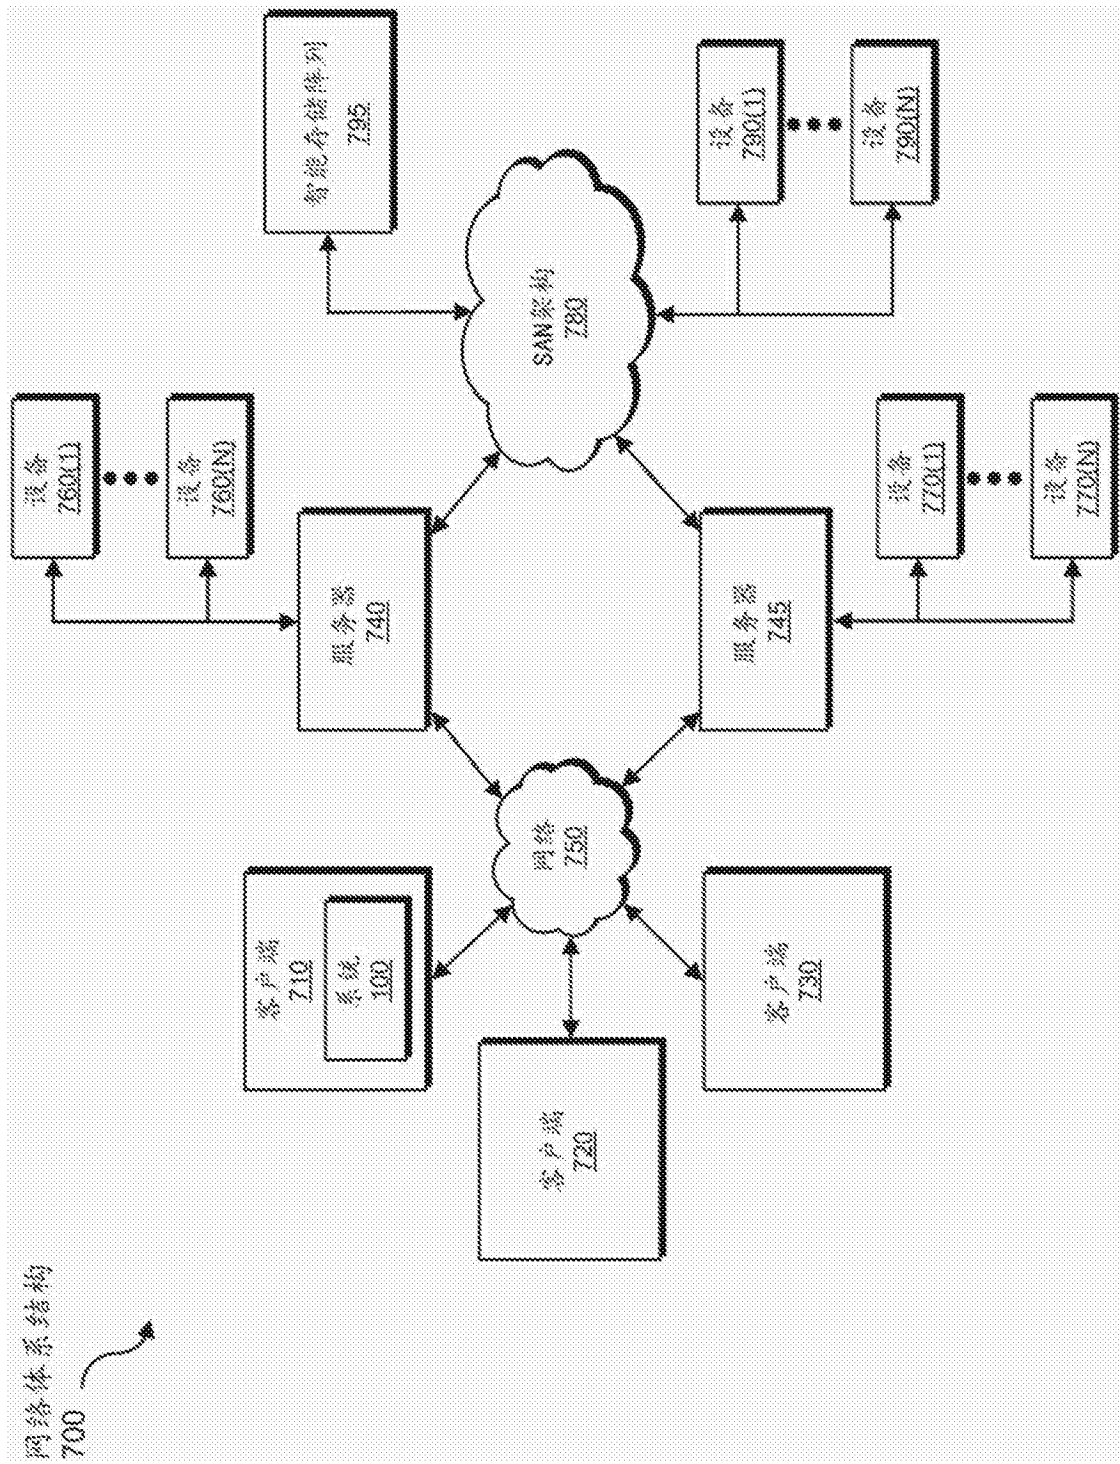 网络体系结构
700
客户端
710
系统
100
客户端
720
客户端
730
网络
750
服务器
740
服务器
745
设备
760(1)
设备
760(N)
设备
770(1)
设备
770(N)
SAN架构
780
智能存储阵列
795
设备
790(1)
设备
790(N)